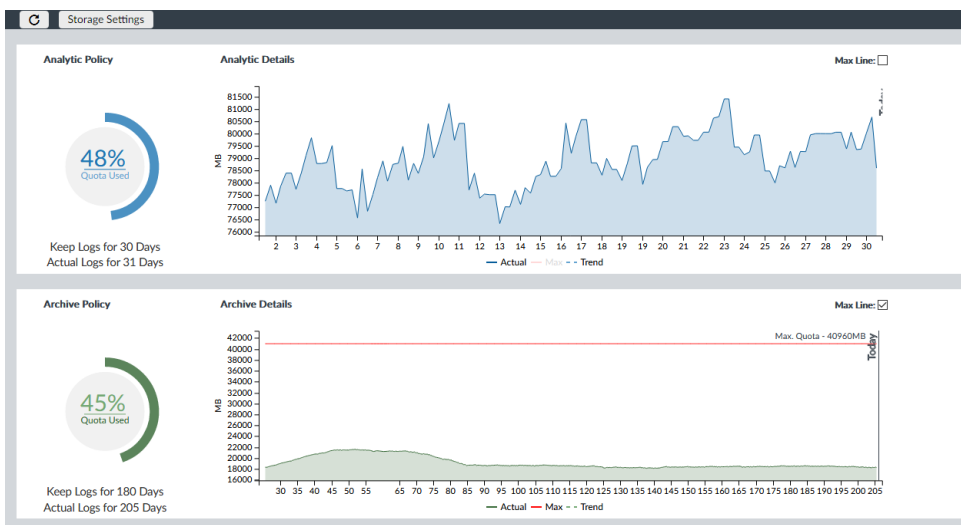 Storage Settings
Analytic Policy
48%
Quota Used
Keep Logs for 30 Days
Actual Logs for 31 Days
Analytic Details
Max Line:
MB
81500
81000
80500
80000
79500
79000
78500
78000
77500
77000
76500
76000
2 3 4 5 6 7 8 9 10 11 12 13 14 15 16 17 18 19 19 20 21 22 23 24 25 26 27 28 29 30
Actual Max Trend
Archive Policy
45%
Quota Used
Keep Logs for 180 Days
Actual Logs for 205 Days
Archive Details
Max Line:
Max. Quota - 40960MB
Today
MB
42000
40000
38000
36000
34000
32000
30000
28000
26000
24000
22000
20000
18000
16000
30 35 40 45 50 55 65 70 75 80 85 90 95 100 105 110 115 120 125 130 135 140 145 150 155 160 165 170 175 180 185 190 195 200 205
Actual Max Trend